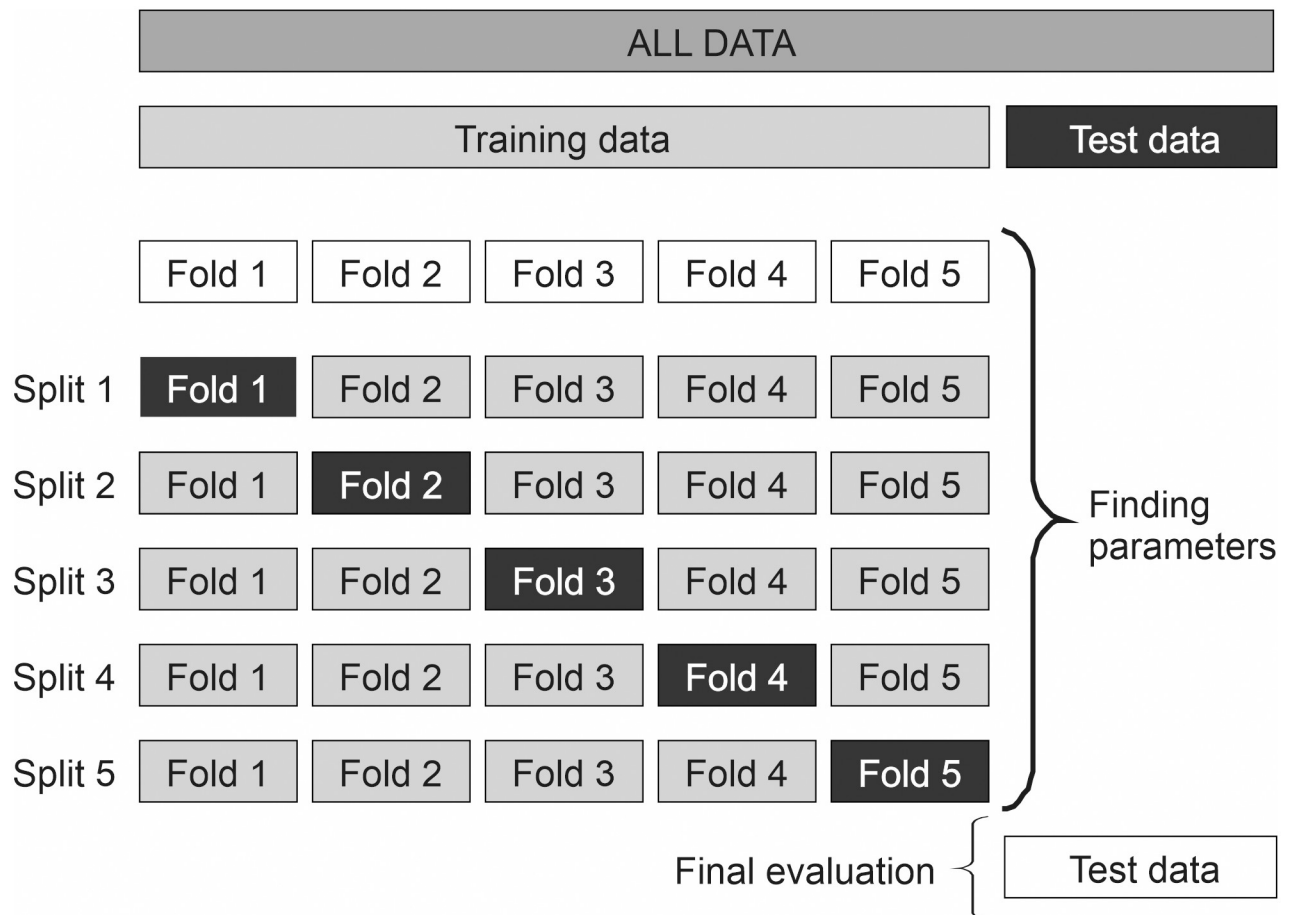 ALL DATA
Training data Test data
Fold 1 Fold 2 Fold 3 Fold 4 Fold 5
Split 1 Fold 1 Fold 2 Fold 3 Fold 4 Fold 5
Split 2 Fold 1 Fold 2 Fold 3 Fold 4 Fold 5
Split 3 Fold 1 Fold 2 Fold 3 Fold 4 Fold 5
Split 4 Fold 1 Fold 2 Fold 3 Fold 4 Fold 5
Split 5 Fold 1 Fold 2 Fold 3 Fold 4 Fold 5
Finding
parameters
Final evaluation Test data